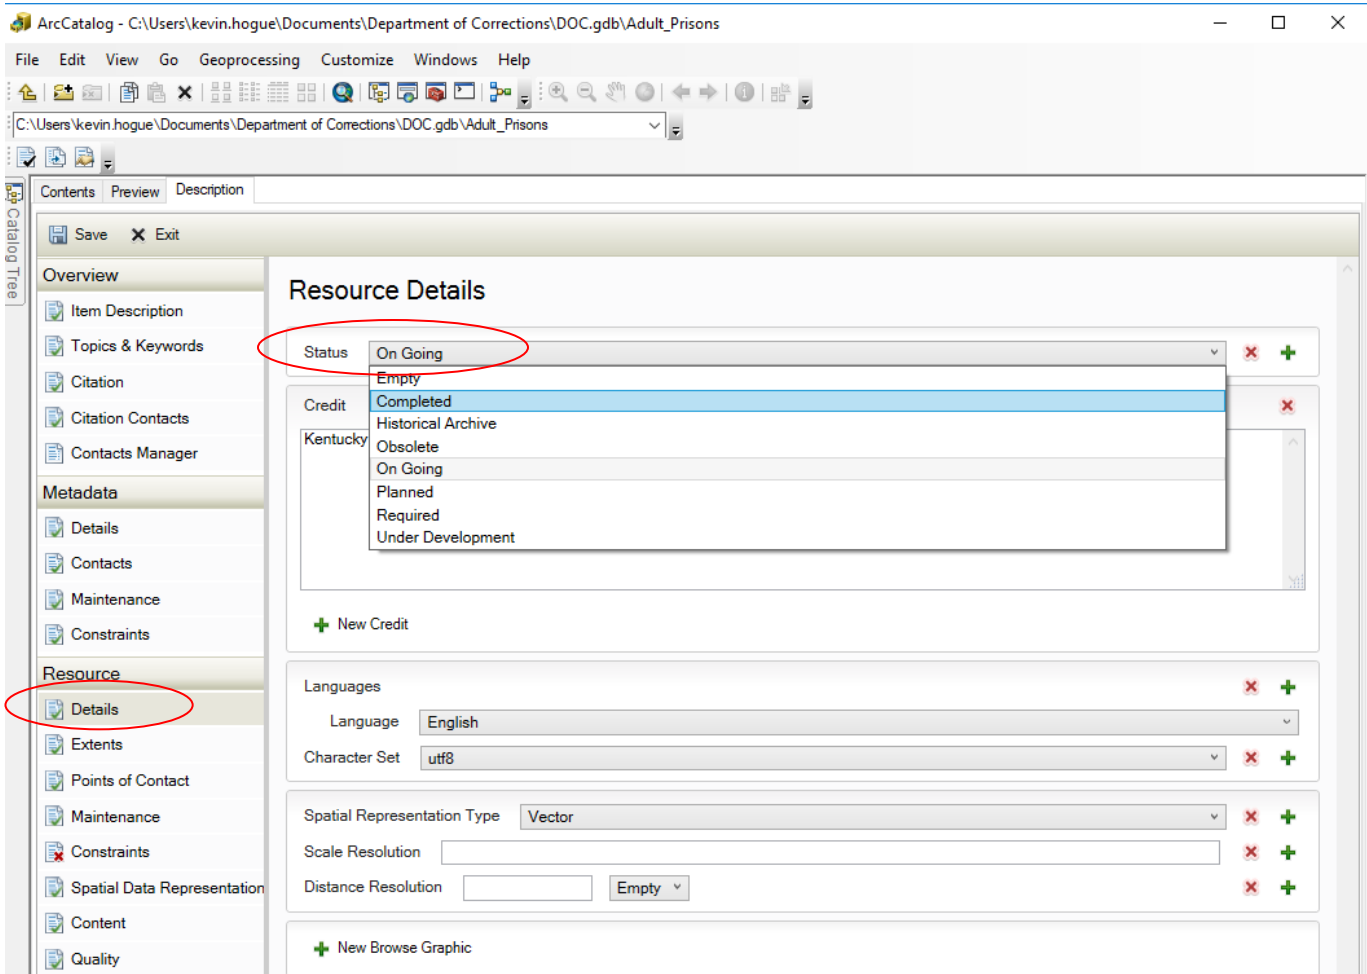 ArcCatalog - C:\Users\kevin.hogue\Documents\Department of Corrections\DOC.gdb\Adult_Prisons
File Edit View Go Geoprocessing Customize Windows Help
C:\Users\kevin.hogue\Documents\Department of Corrections\DOC.gdb\Adult_Prisons
Catalog Tree
Contents Preview Description
Save Exit
Overview
Item Description
Topics & Keywords
Citation
Citation Contacts
Contacts Manager
Metadata
Details
Contacts
Maintenance
Constraints
Resource
Details
Extents
Points of Contact
Maintenance
Constraints
Spatial Data Representation
Content
Quality
Resource Details
Status On Going
Empty
Completed
Historical Archive
Obsolete
On Going
Planned
Required
Under Development
Credit
Kentucky
New Credit
Languages
Language English
Character Set utf8
Spatial Representation Type Vector
Scale Resolution
Distance Resolution Empty
New Browse Graphic